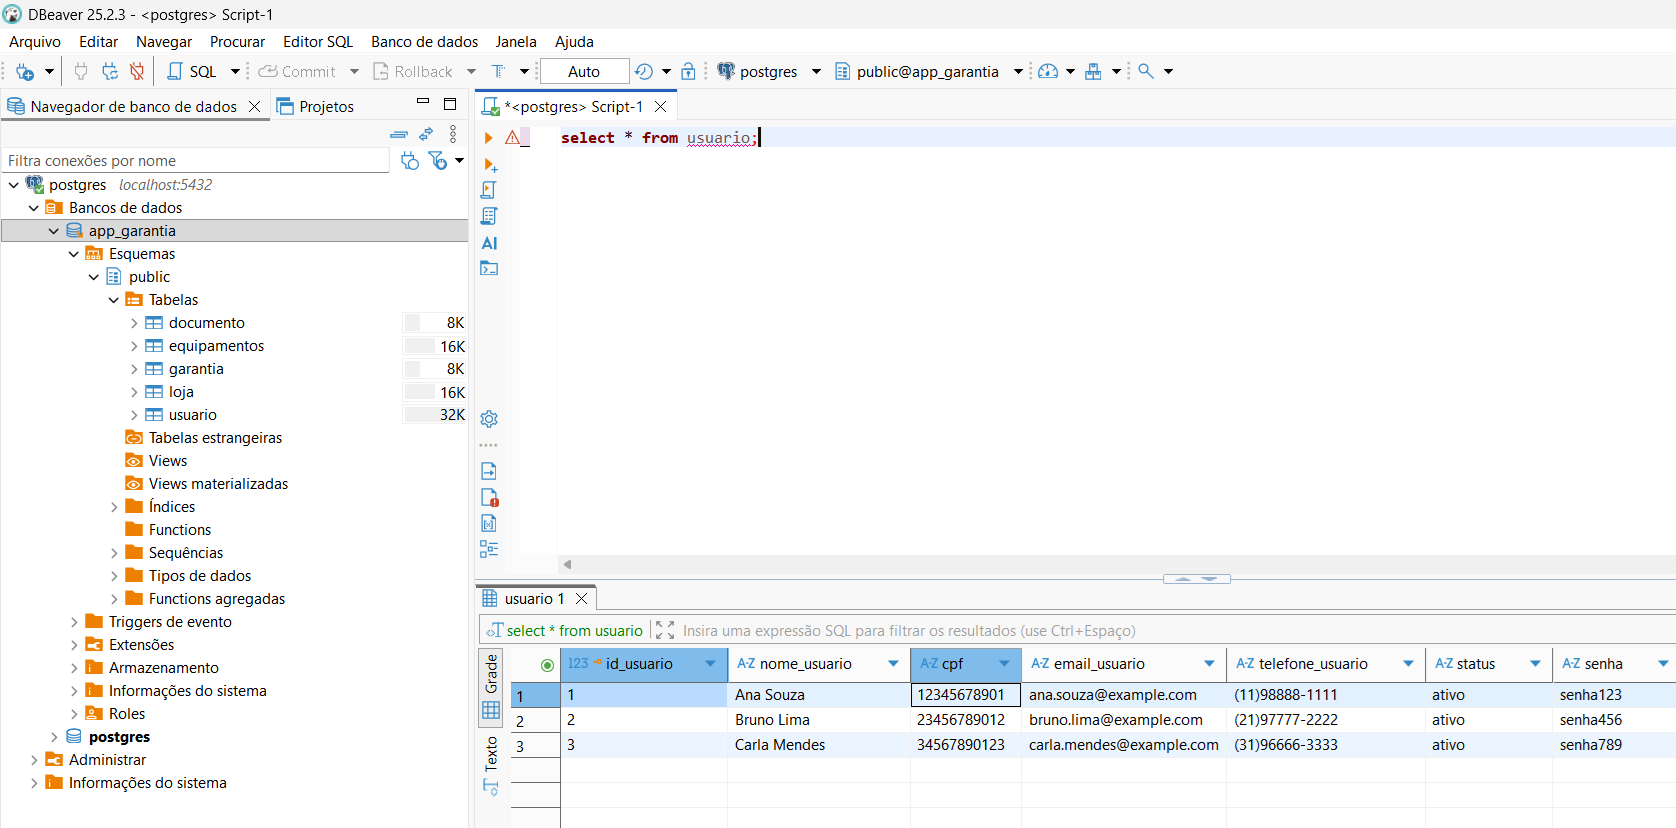 DBeaver 25.2.3 - <postgres> Script-1
Arquivo Editar Navegar Procurar Editor SQL Banco de dados Janela Ajuda
SQL Commit Rollback T Auto postgres public@app_garantia
Navegador de banco de dados Projetos
*<postgres> Script-1
Filtra conexões por nome
select * from usuario;
postgres localhost:5432
Bancos de dados
app_garantia
Esquemas
public
Tabelas
documento 8K
equipamentos 16K
garantia 8K
loja 16K
usuario 32K
Tabelas estrangeiras
Views
Views materializadas
Índices
Functions
Sequências
Tipos de dados
Functions agregadas
Triggers de evento
Extensões
Armazenamento
Informações do sistema
Roles
postgres
Administrar
Informações do sistema
AI
usuario 1
select * from usuario Insira uma expressão SQL para filtrar os resultados (use Ctrl+Espaço)
Grade
Texto
123 id_usuario A-Z nome_usuario A-Z cpf A-Z email_usuario A-Z telefone_usuario A-Z status A-Z senha
1 1 Ana Souza 12345678901 ana.souza@example.com (11)98888-1111 ativo senha123
2 2 Bruno Lima 23456789012 bruno.lima@example.com (21)97777-2222 ativo senha456
3 3 Carla Mendes 34567890123 carla.mendes@example.com (31)96666-3333 ativo senha789